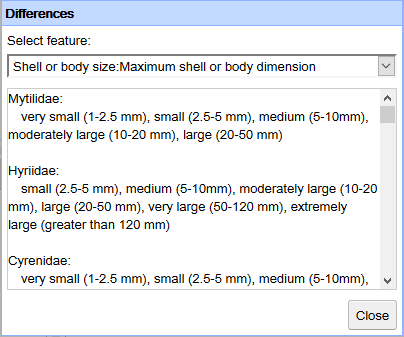 Differences
Select feature:
Shell or body size:Maximum shell or body dimension
Mytilidae:
very small (1-2.5 mm), small (2.5-5 mm), medium (5-10mm),
moderately large (10-20 mm), large (20-50 mm)
Hyriidae:
small (2.5-5 mm), medium (5-10mm), moderately large (10-20
mm), large (20-50 mm), very large (50-120 mm), extremely
large (greater than 120 mm)
Cyrenidae:
very small (1-2.5 mm), small (2.5-5 mm), medium (5-10mm),
Close